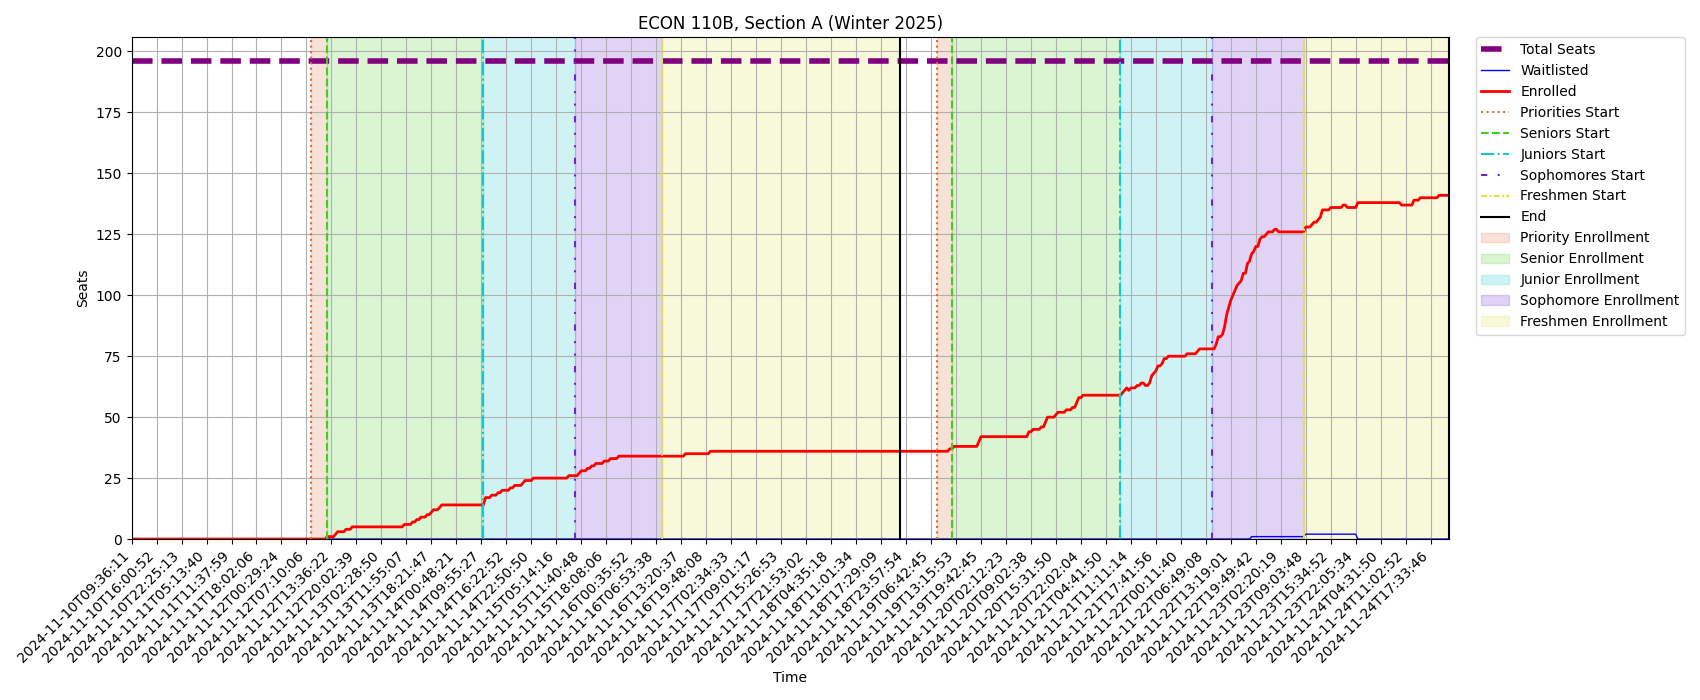 ECON 110B, Section A (Winter 2025)
Seats
200
175
150
125
100
75
50
25
0
Total Seats
Waitlisted
Enrolled
Priorities Start
Seniors Start
Juniors Start
Sophomores Start
Freshmen Start
End
Priority Enrollment
Senior Enrollment
Junior Enrollment
Sophomore Enrollment
Freshmen Enrollment
2024-11-10T09:36:11
2024-11-10T16:00:52
2024-11-10T22:25:13
2024-11-11T05:13:40
2024-11-11T11:37:59
2024-11-11T18:02:06
2024-11-12T00:29:24
2024-11-12T07:10:06
2024-11-12T13:36:22
2024-11-12T20:02:39
2024-11-13T02:28:50
2024-11-13T11:55:07
2024-11-13T18:21:47
2024-11-14T00:48:21
2024-11-14T09:55:27
2024-11-14T16:22:52
2024-11-14T22:50:50
2024-11-15T05:14:16
2024-11-15T11:40:48
2024-11-15T18:08:06
2024-11-16T00:35:52
2024-11-16T06:53:38
2024-11-16T13:20:37
2024-11-16T19:48:08
2024-11-17T02:34:33
2024-11-17T09:01:17
2024-11-17T15:26:53
2024-11-17T21:53:02
2024-11-18T04:35:18
2024-11-18T11:01:34
2024-11-18T17:29:09
2024-11-18T23:57:54
2024-11-19T06:42:45
2024-11-19T13:15:53
2024-11-19T19:42:45
2024-11-20T02:12:23
2024-11-20T09:02:38
2024-11-20T15:31:50
2024-11-20T22:02:04
2024-11-21T04:41:50
2024-11-21T11:11:14
2024-11-21T17:41:56
2024-11-22T00:11:40
2024-11-22T06:49:08
2024-11-22T13:19:01
2024-11-22T19:49:42
2024-11-23T02:20:19
2024-11-23T09:03:48
2024-11-23T15:34:52
2024-11-23T22:05:34
2024-11-24T04:31:50
2024-11-24T11:02:52
2024-11-24T17:33:46
Time